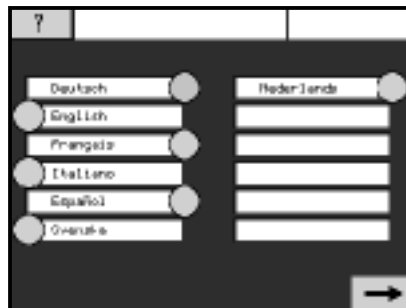 ?
Deutsch
English
Français
Italiano
Español
Svenska
Nederlands